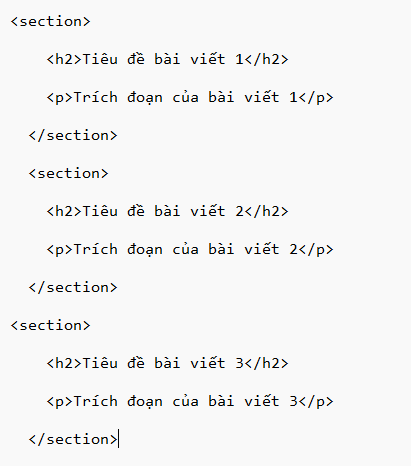 <section>
<h2>Tiêu đề bài viết 1</h2>
<p>Trích đoạn của bài viết 1</p>
</section>
<section>
<h2>Tiêu đề bài viết 2</h2>
<p>Trích đoạn của bài viết 2</p>
</section>
<section>
<h2>Tiêu đề bài viết 3</h2>
<p>Trích đoạn của bài viết 3</p>
</section>